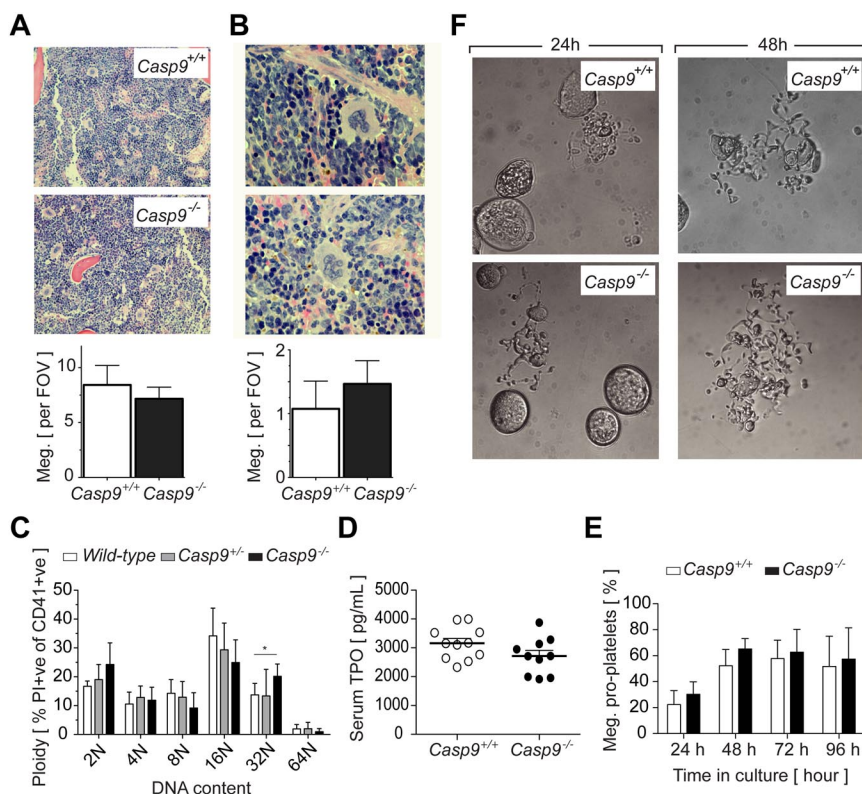 A
Casp9+/+
Casp9-/-
Meg. [ per FOV ]
10
5
0
Casp9+/+ Casp9-/-
B
Meg. [ per FOV ]
2
1
0
Casp9+/+ Casp9-/-
F
24h 48h
Casp9+/+ Casp9+/+
Casp9-/- Casp9-/-
C
Wild-type Casp9+/- Casp9-/-
Ploidy [ % PI+ve of CD41+ve ]
50
40
30
20
10
0
*
2N 4N 8N 16N 32N 64N
DNA content
D
Serum TPO [ pg/mL ]
5000
4000
3000
2000
1000
0
Casp9+/+ Casp9-/-
E
Casp9+/+ Casp9-/-
Meg. pro-platelets [ % ]
100
80
60
40
20
0
24 h 48 h 72 h 96 h
Time in culture [ hour ]